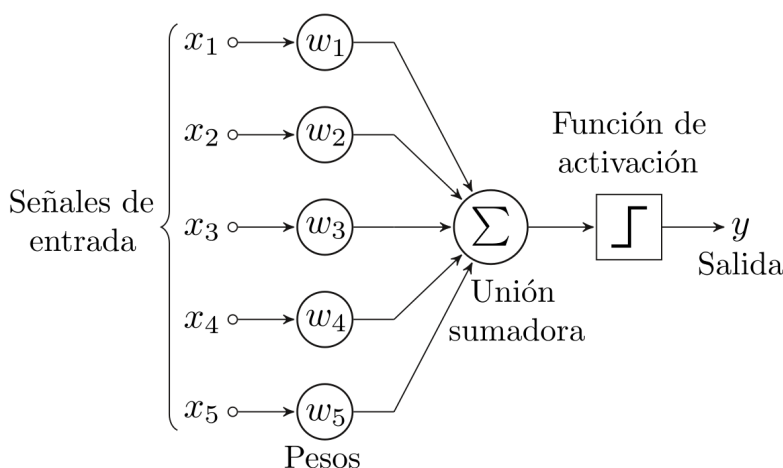 x₁ w₁
x₂ w₂
Función de
activación
Señales de
entrada
x₃ w₃ Σ y
Salida
Unión
sumadora
x₄ w₄
x₅ w₅
Pesos